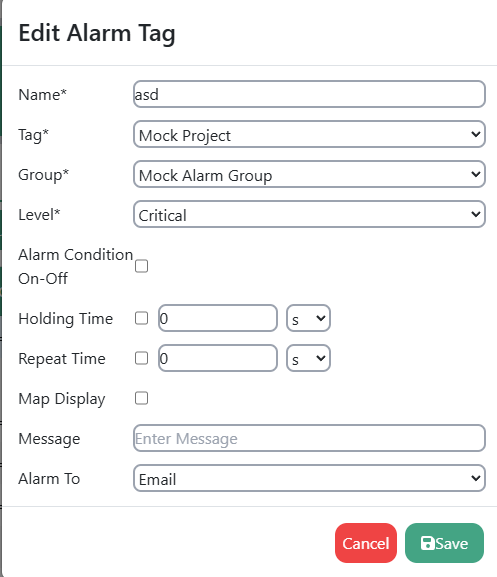 Edit Alarm Tag
Name* asd
Tag* Mock Project
Group* Mock Alarm Group
Level* Critical
Alarm Condition
On-Off
Holding Time 0 s
Repeat Time 0 s
Map Display
Message Enter Message
Alarm To Email
Cancel Save